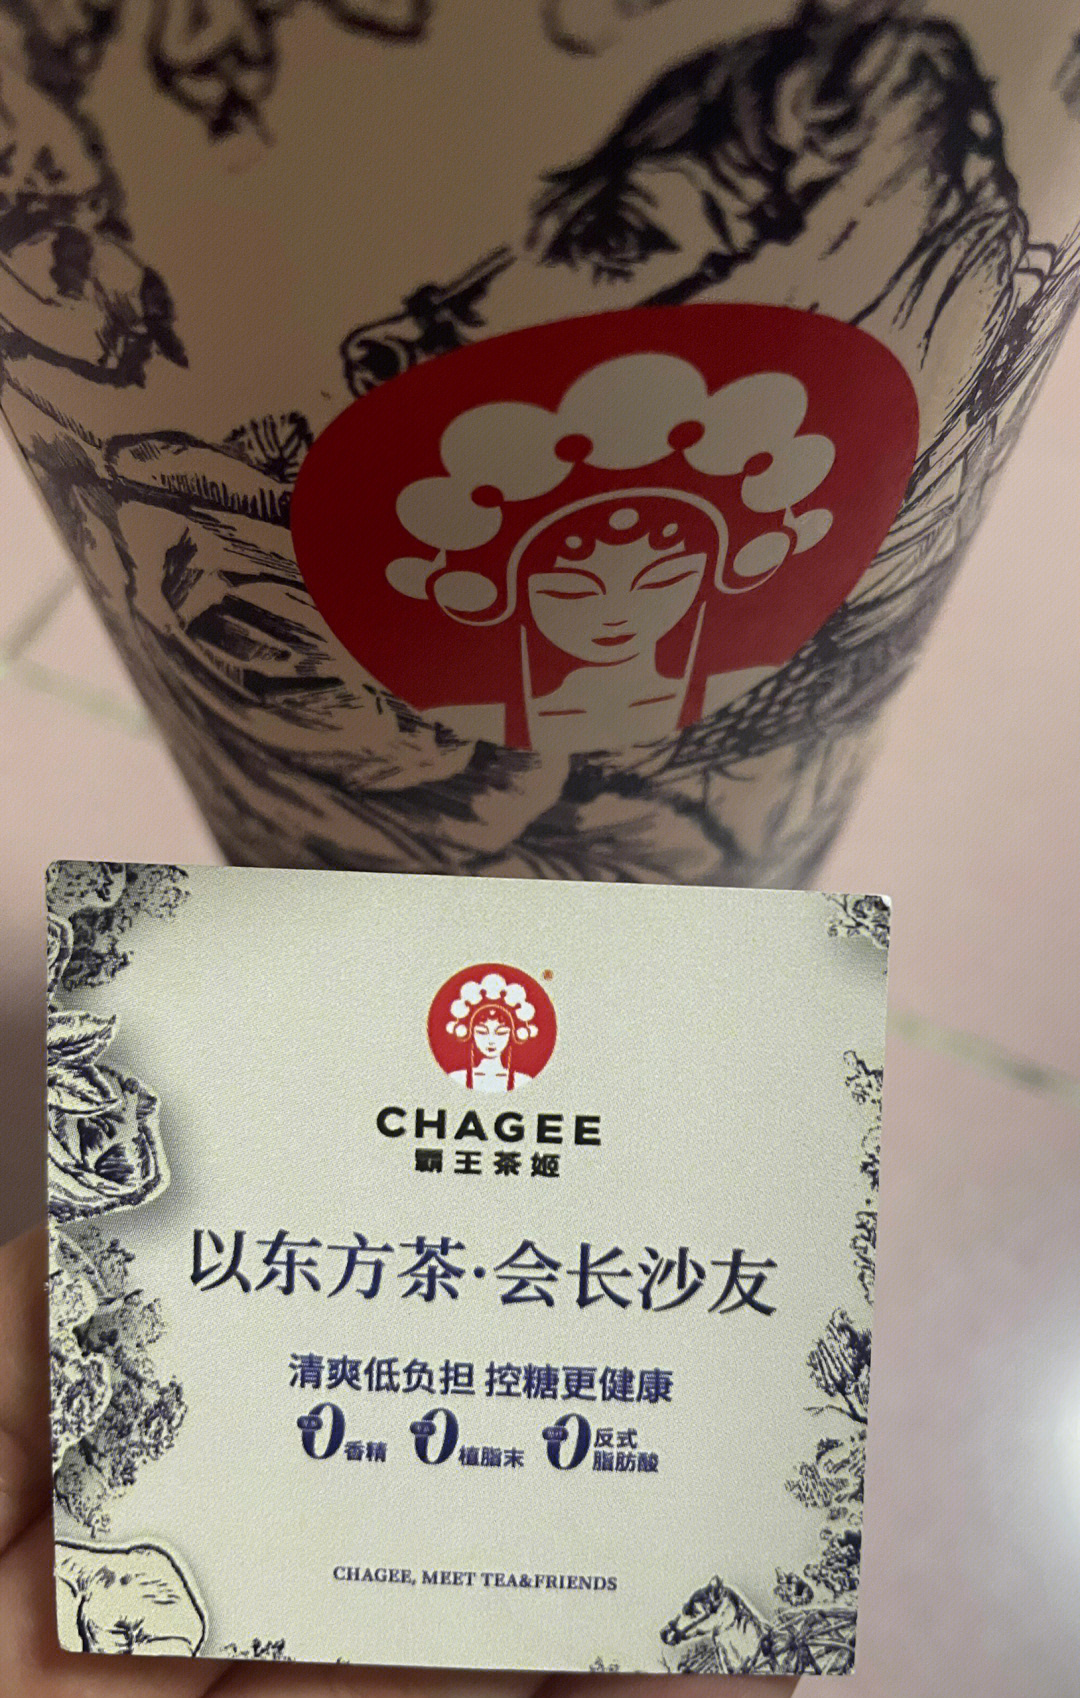 CHAGEE
霸王茶姬
以东方茶·会长沙友
清爽低负担 控糖更健康
0香精 0植脂末 0反式脂肪酸
CHAGEE, MEET TEA&FRIENDS